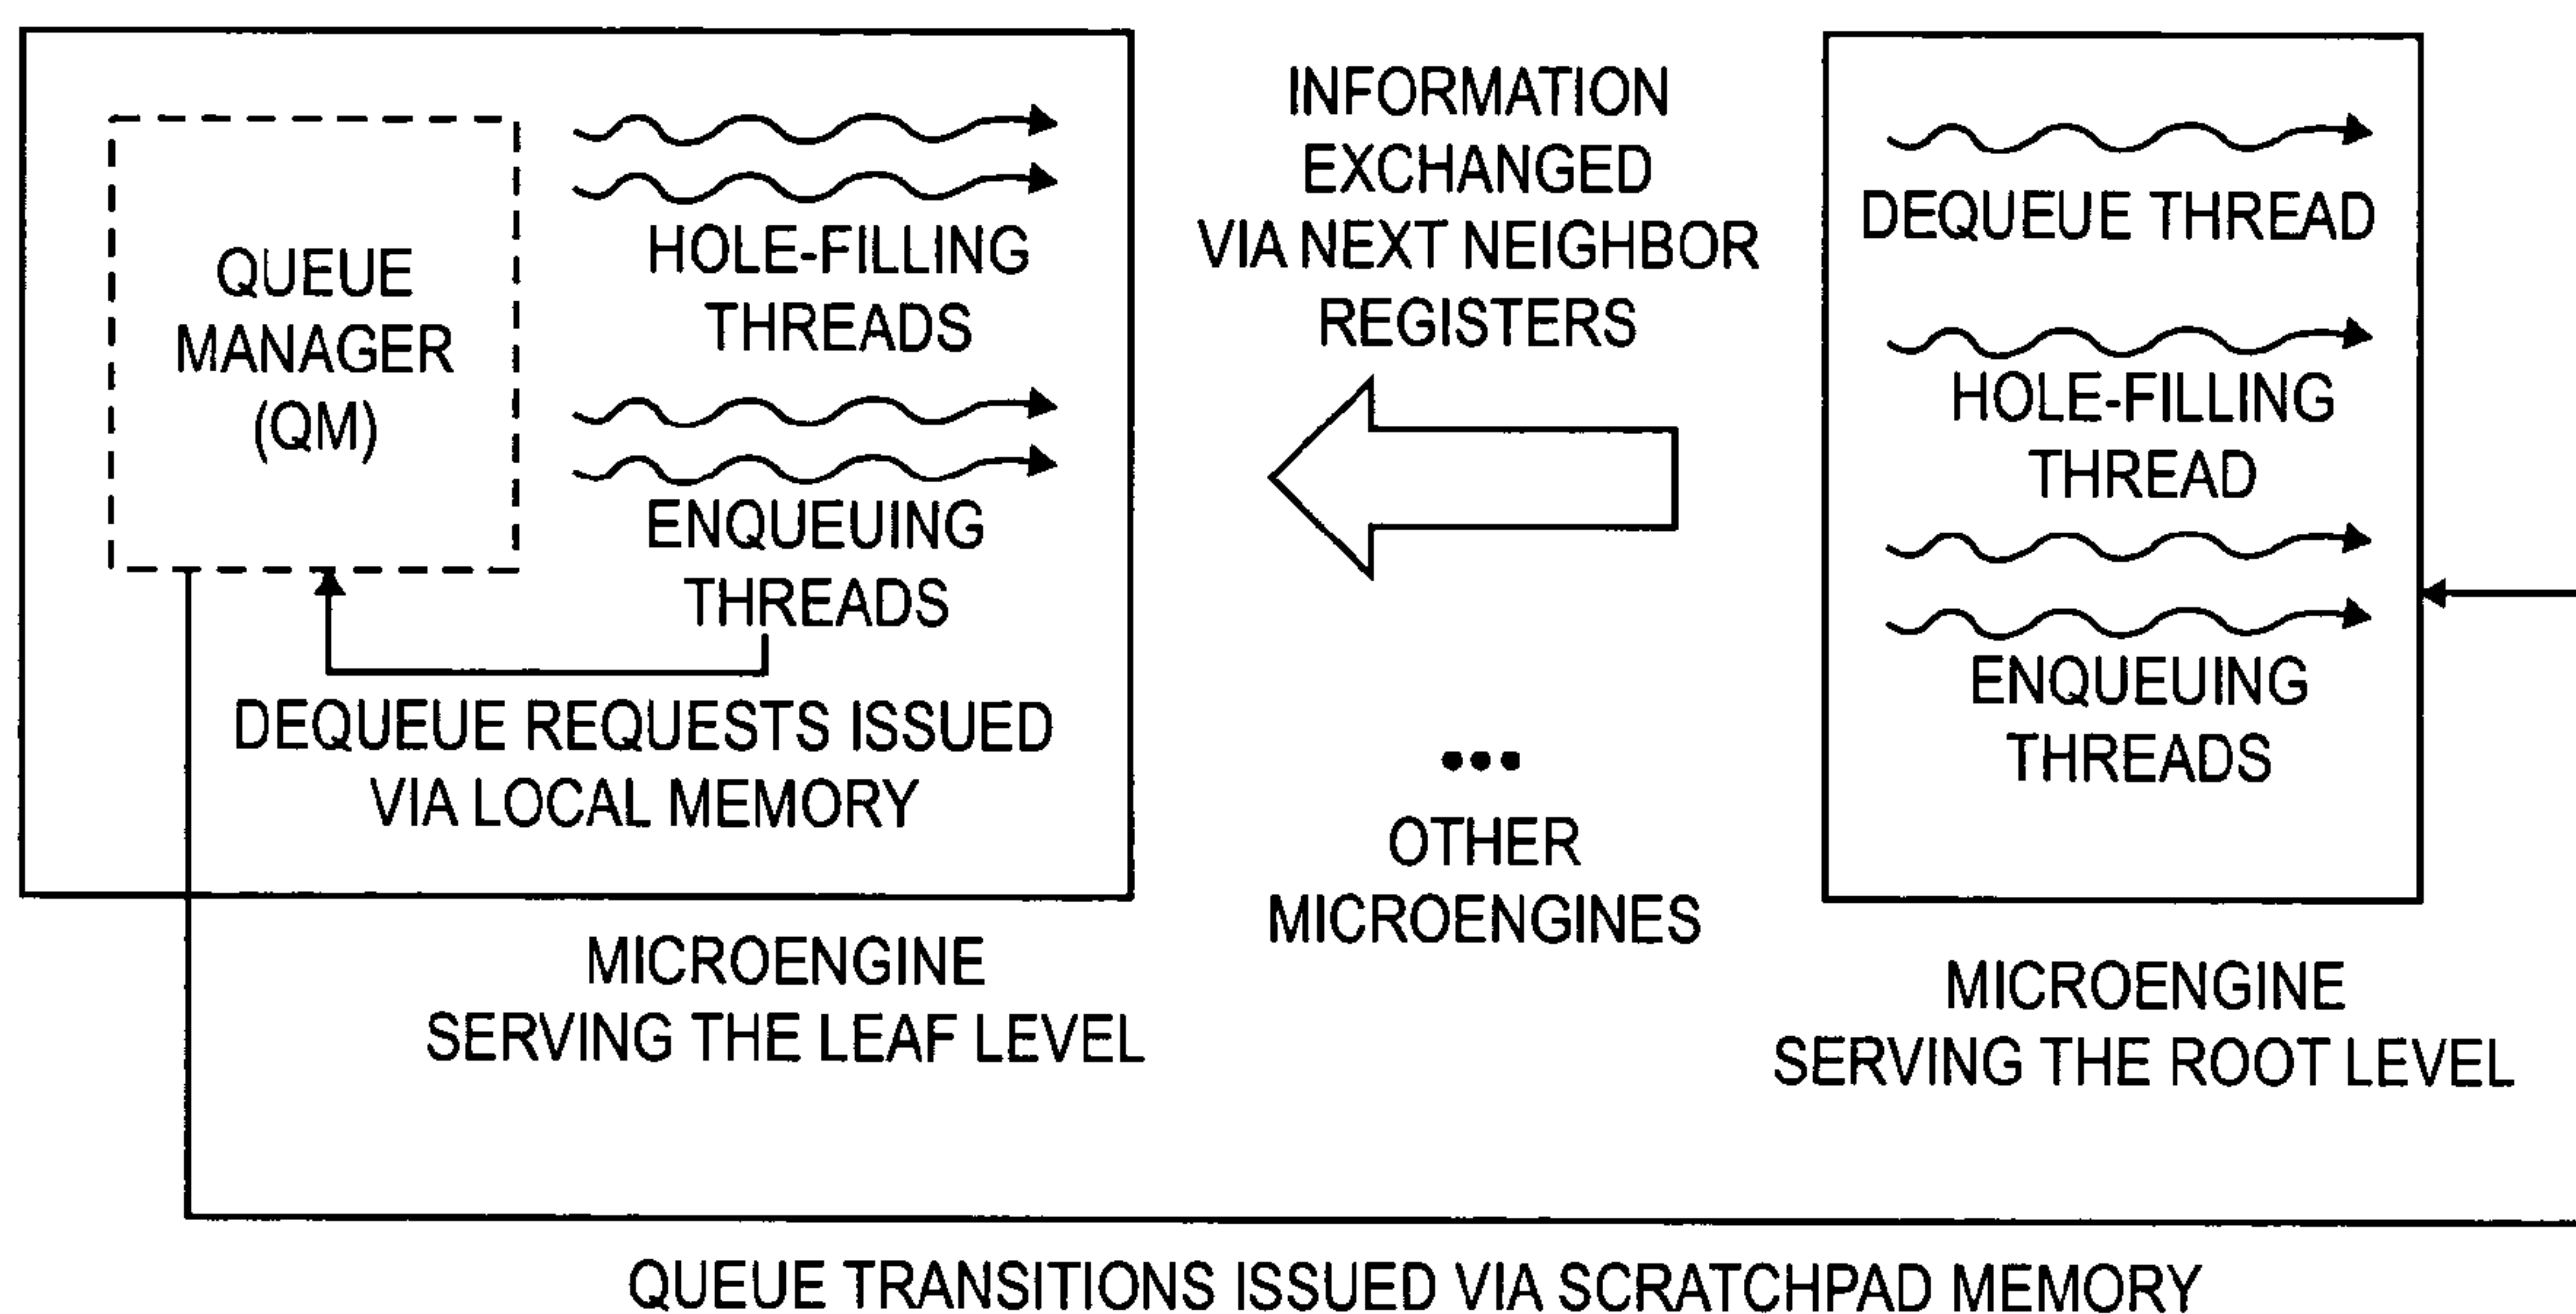 QUEUE
MANAGER
(QM)
HOLE-FILLING
THREADS
ENQUEUING
THREADS
DEQUEUE REQUESTS ISSUED
VIA LOCAL MEMORY
MICROENGINE
SERVING THE LEAF LEVEL
INFORMATION
EXCHANGED
VIA NEXT NEIGHBOR
REGISTERS
•••
OTHER
MICROENGINES
DEQUEUE THREAD
HOLE-FILLING
THREAD
ENQUEUING
THREADS
MICROENGINE
SERVING THE ROOT LEVEL
QUEUE TRANSITIONS ISSUED VIA SCRATCHPAD MEMORY